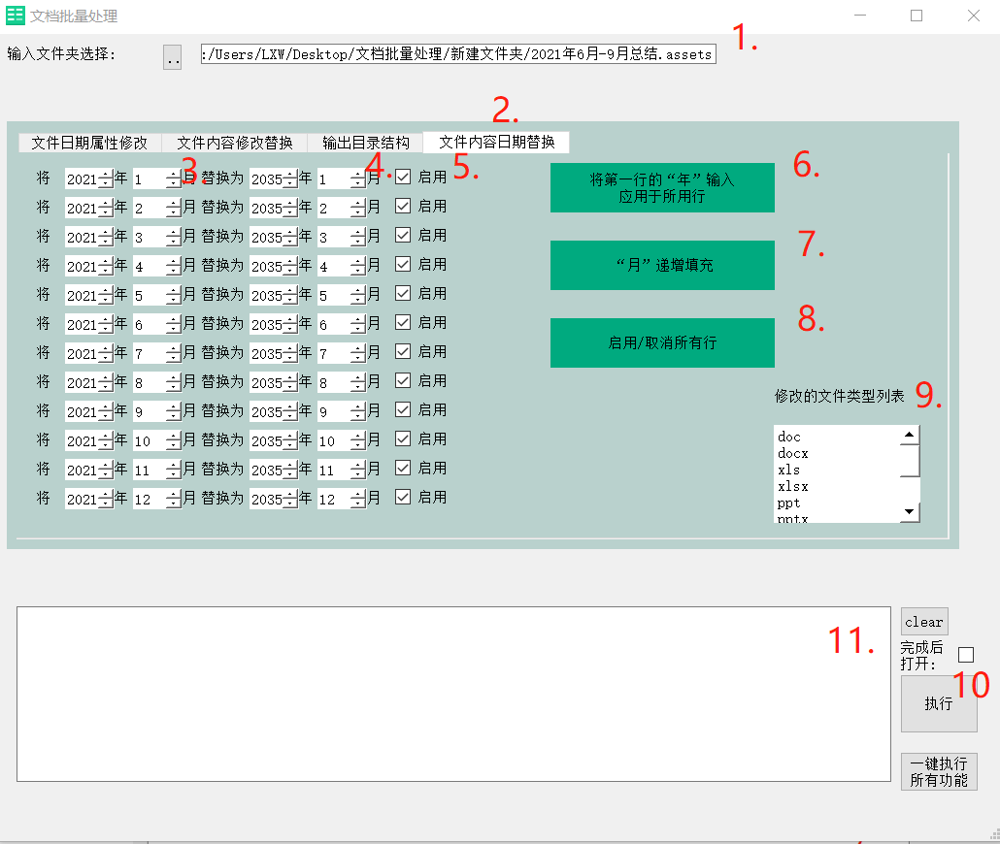 文档批量处理
1.
输入文件夹选择: .. :/Users/LXW/Desktop/文档批量处理/新建文件夹/2021年6月-9月总结.assets
2.
文件日期属性修改 文件内容修改替换 输出目录结构 文件内容日期替换
3. 4. 5. 6.
将 2021 年 1 月 替换为 2035 年 1 月 启用
将 2021 年 2 月 替换为 2035 年 2 月 启用
将 2021 年 3 月 替换为 2035 年 3 月 启用
将 2021 年 4 月 替换为 2035 年 4 月 启用
将 2021 年 5 月 替换为 2035 年 5 月 启用
将 2021 年 6 月 替换为 2035 年 6 月 启用
将 2021 年 7 月 替换为 2035 年 7 月 启用
将 2021 年 8 月 替换为 2035 年 8 月 启用
将 2021 年 9 月 替换为 2035 年 9 月 启用
将 2021 年 10 月 替换为 2035 年 10 月 启用
将 2021 年 11 月 替换为 2035 年 11 月 启用
将 2021 年 12 月 替换为 2035 年 12 月 启用
将第一行的“年”输入
应用于所用行
7.
“月”递增填充
8.
启用/取消所有行
修改的文件类型列表 9.
doc
docx
xls
xlsx
ppt
pptx
11.
clear
完成后
打开:
10
执行
一键执行
所有功能